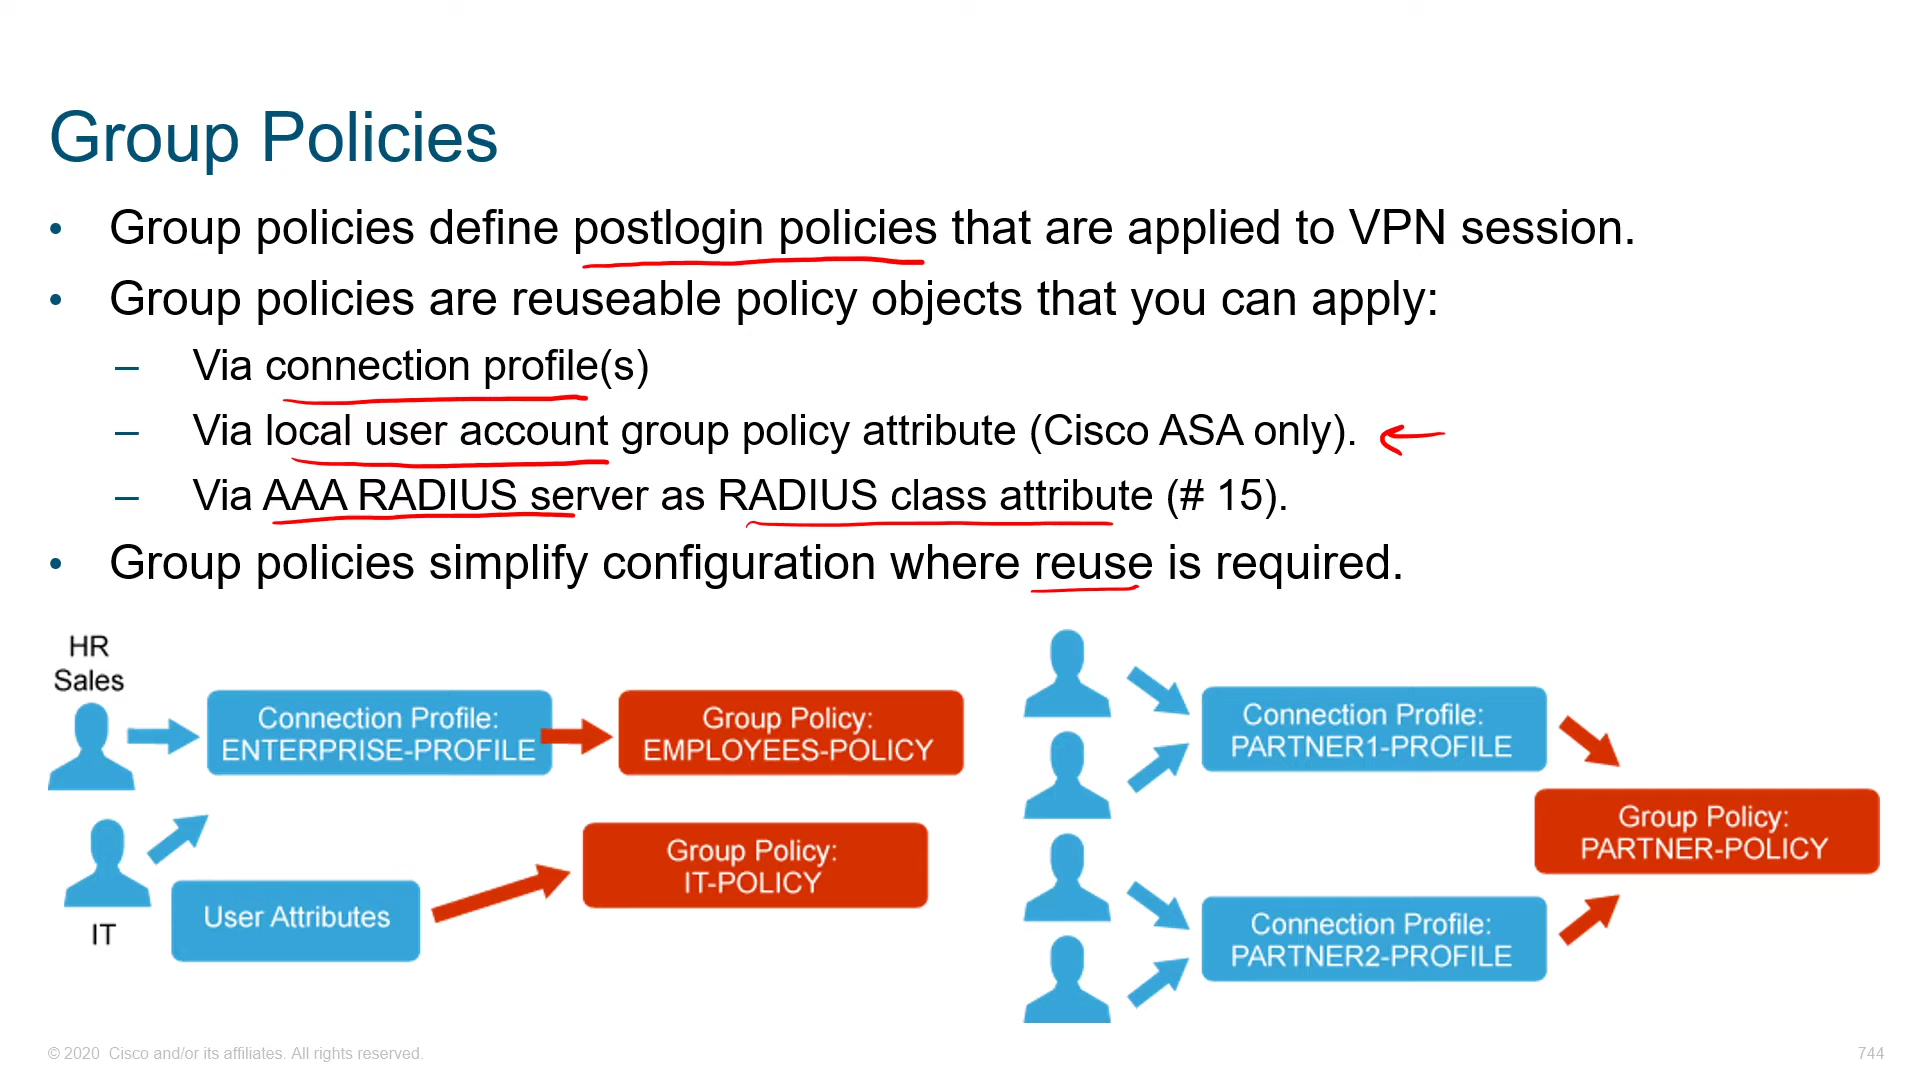 Group Policies
• Group policies define postlogin policies that are applied to VPN session.
• Group policies are reuseable policy objects that you can apply:
– Via connection profile(s)
– Via local user account group policy attribute (Cisco ASA only).
– Via AAA RADIUS server as RADIUS class attribute (# 15).
• Group policies simplify configuration where reuse is required.
HR
Sales
Connection Profile:
ENTERPRISE-PROFILE
Group Policy:
EMPLOYEES-POLICY
IT
User Attributes
Group Policy:
IT-POLICY
Connection Profile:
PARTNER1-PROFILE
Group Policy:
PARTNER-POLICY
Connection Profile:
PARTNER2-PROFILE
© 2020 Cisco and/or its affiliates. All rights reserved.
744